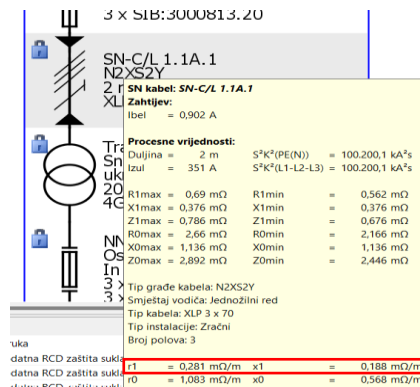 3 x SIB:3000813.20
SN-C/L 1.1A.1
N2XS2Y
2 
XL
SN kabel: SN-C/L 1.1A.1
Zahtijev:
Ibel = 0,902 A
Procesne vrijednosti:
Duljina = 2 m S²K²(PE(N)) = 100.200,1 kA²s
Izul = 351 A S²K²(L1-L2-L3) = 100.200,1 kA²s
R1max = 0,69 mΩ R1min = 0,562 mΩ
X1max = 0,376 mΩ X1min = 0,376 mΩ
Z1max = 0,786 mΩ Z1min = 0,676 mΩ
R0max = 2,66 mΩ R0min = 2,166 mΩ
X0max = 1,136 mΩ X0min = 1,136 mΩ
Z0max = 2,892 mΩ Z0min = 2,446 mΩ
Tip građe kabela: N2XS2Y
Smještaj vodiča: Jednožilni red
Tip kabela: XLP 3 x 70
Tip instalacije: Zračni
Broj polova: 3
r1 = 0,281 mΩ/m x1 = 0,188 mΩ/m
r0 = 1,083 mΩ/m x0 = 0,568 mΩ/m
Tra
Sn
uk
20
4G
NN
Os
In
3 x
3 x
ruka
datna RCD zaštita sukla
datna RCD zaštita sukla